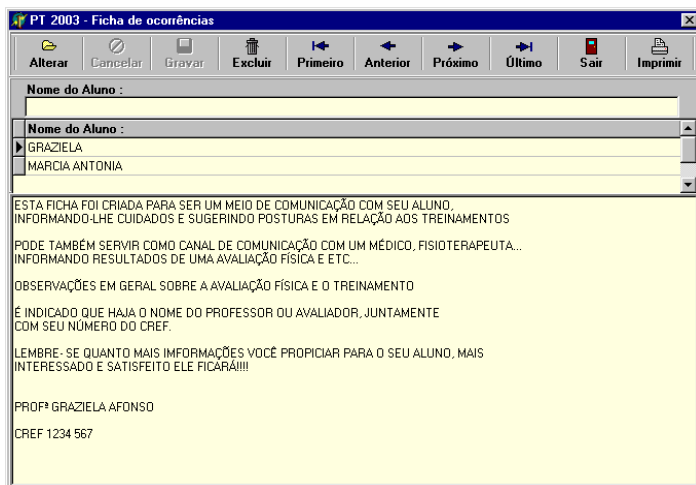 PT 2003 - Ficha de ocorrências
Alterar Cancelar Gravar Excluir Primeiro Anterior Próximo Último Sair Imprimir
Nome do Aluno :
Nome do Aluno :
GRAZIELA
MARCIA ANTONIA
ESTA FICHA FOI CRIADA PARA SER UM MEIO DE COMUNICAÇÃO COM SEU ALUNO,
INFORMANDO-LHE CUIDADOS E SUGERINDO POSTURAS EM RELAÇÃO AOS TREINAMENTOS
PODE TAMBÉM SERVIR COMO CANAL DE COMUNICAÇÃO COM UM MÉDICO, FISIOTERAPEUTA...
INFORMANDO RESULTADOS DE UMA AVALIAÇÃO FÍSICA E ETC...
OBSERVAÇÕES EM GERAL SOBRE A AVALIAÇÃO FÍSICA E O TREINAMENTO
É INDICADO QUE HAJA O NOME DO PROFESSOR OU AVALIADOR, JUNTAMENTE
COM SEU NÚMERO DO CREF.
LEMBRE- SE QUANTO MAIS IMFORMAÇÕES VOCÊ PROPICIAR PARA O SEU ALUNO, MAIS
INTERESSADO E SATISFEITO ELE FICARÁ!!!!
PROFª GRAZIELA AFONSO
CREF 1234 567